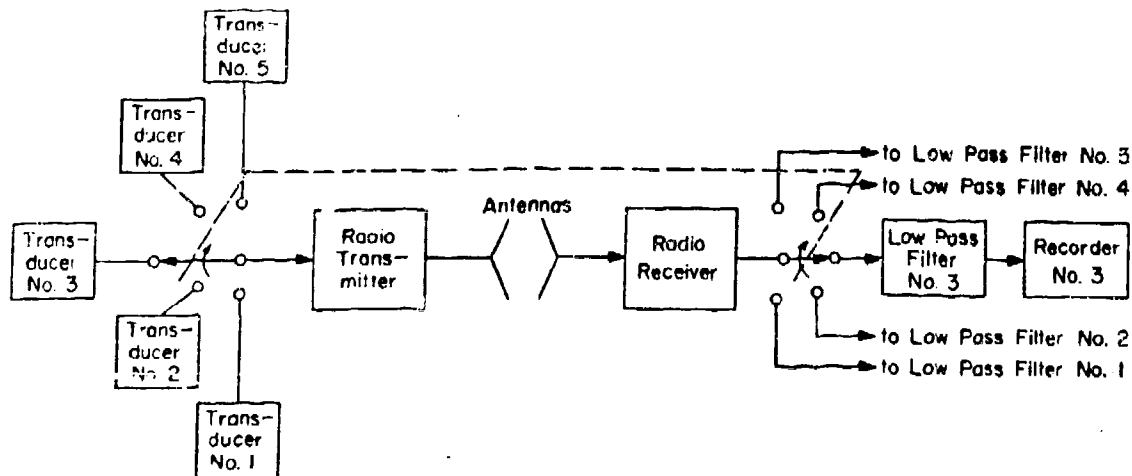 Trans-
ducer
No. 5
Trans-
ducer
No. 4
Trans-
ducer
No. 3
Trans-
ducer
No. 2
Trans-
ducer
No. 1
Radio
Trans-
mitter
Antennas
Radio
Receiver
to Low Pass Filter No. 3
to Low Pass Filter No. 4
Low Pass
Filter
No. 3
Recorder
No. 3
to Low Pass Filter No. 2
to Low Pass Filter No. 1